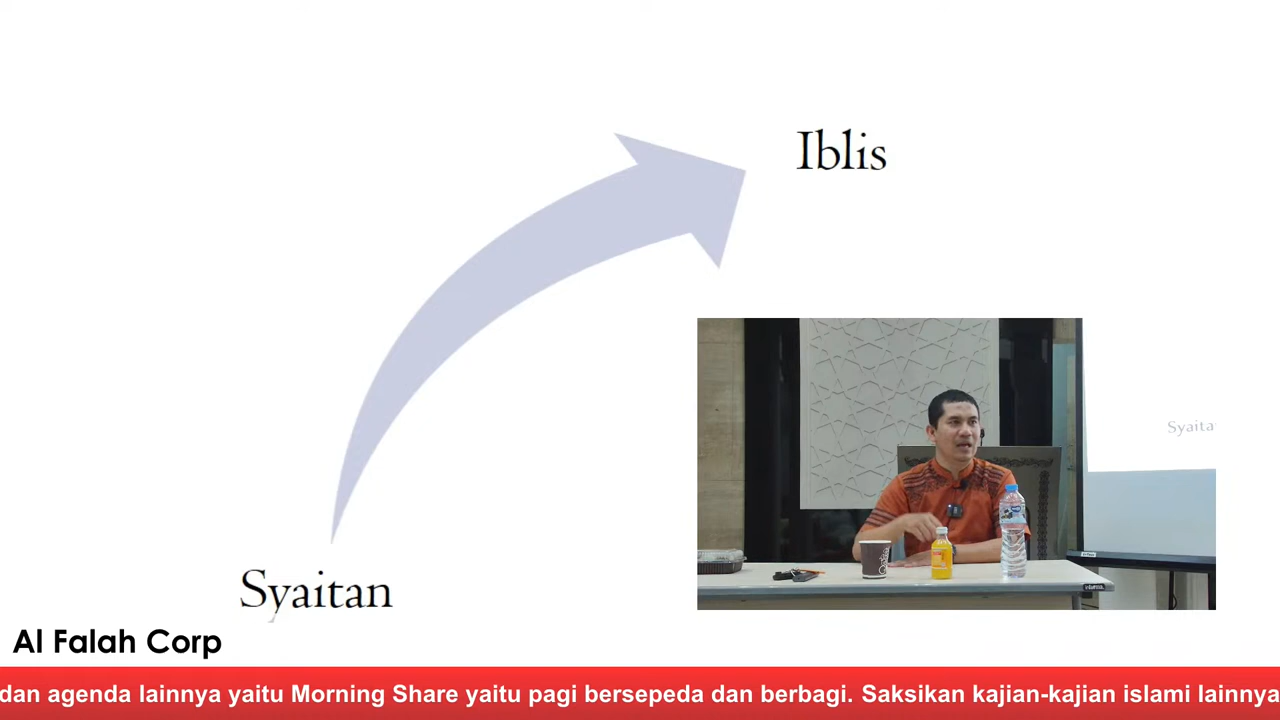 Iblis
Syaita
Syaitan
Al Falah Corp
dan agenda lainnya yaitu Morning Share yaitu pagi bersepeda dan berbagi. Saksikan kajian-kajian islami lainnya